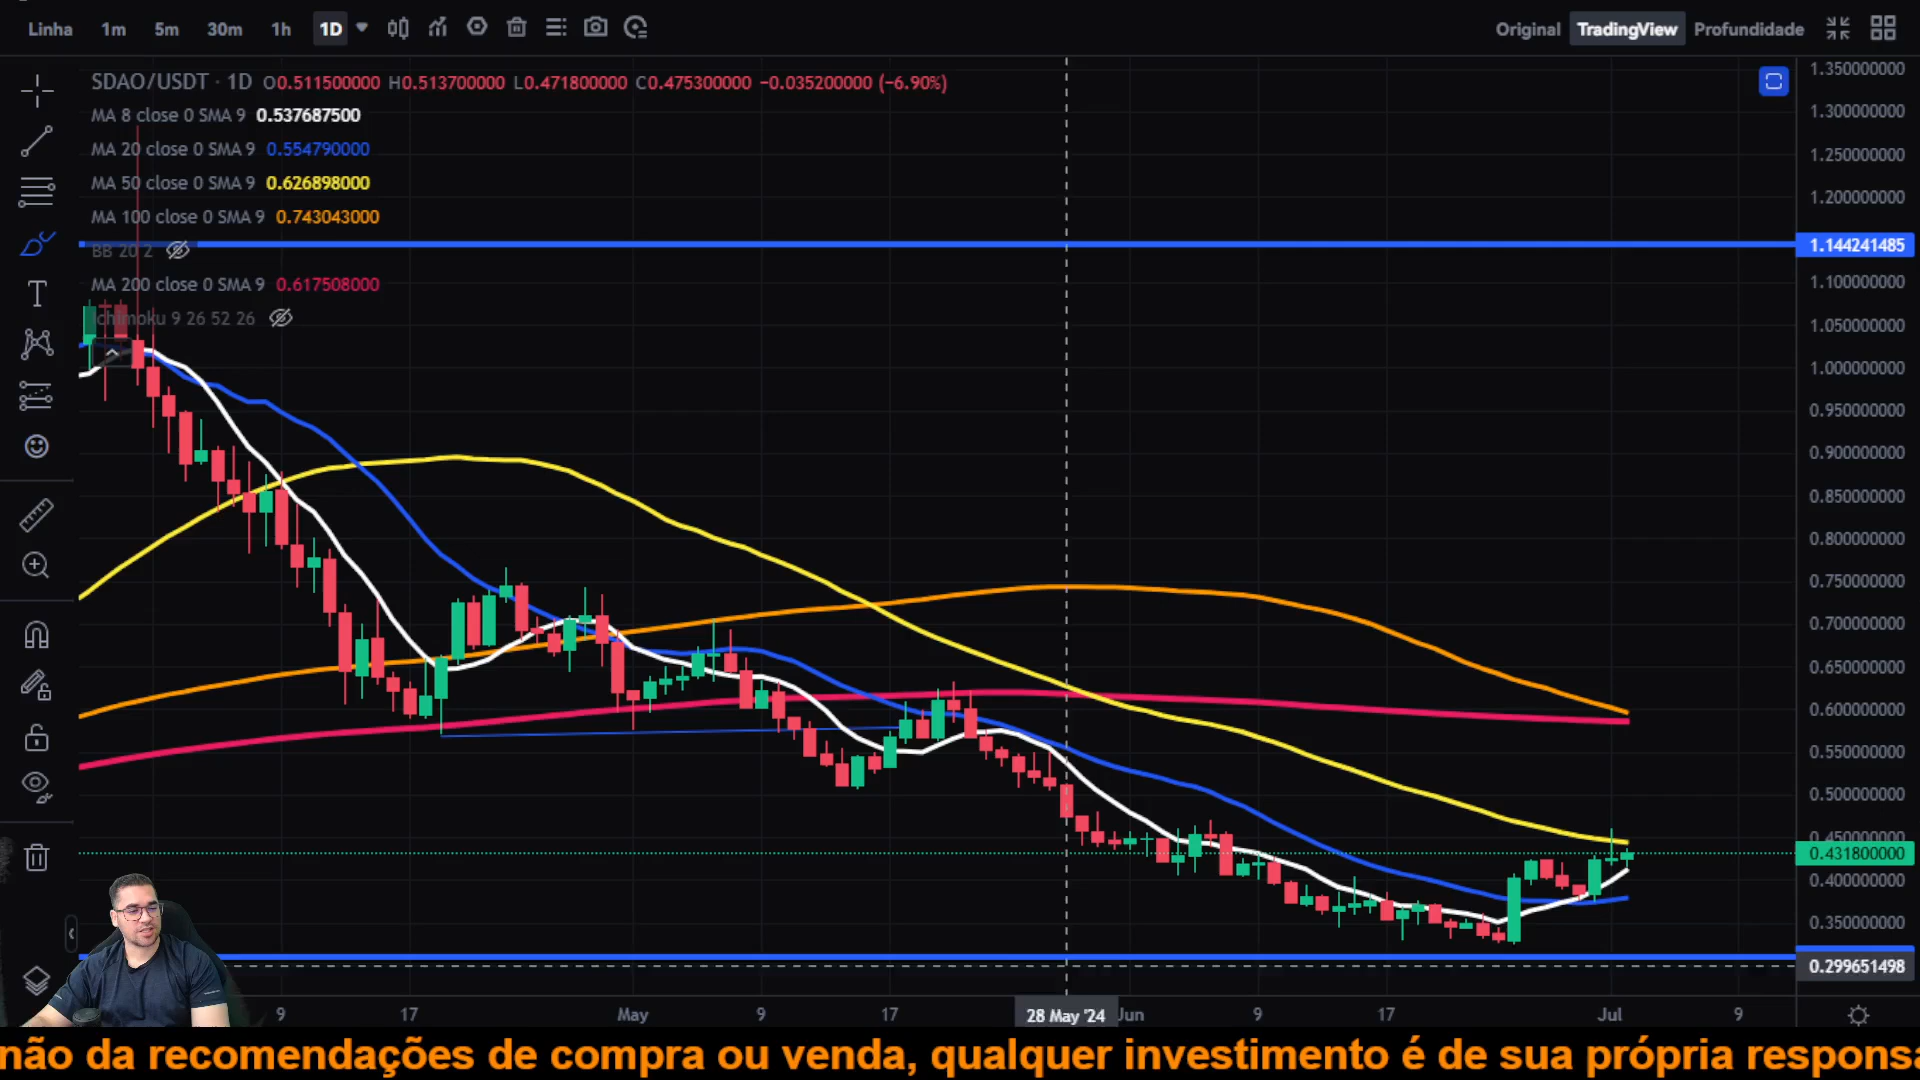 Linha 1m 5m 30m 1h 1D Original TradingView Profundidade
SDAO/USDT · 1D O0.511500000 H0.513700000 L0.471800000 C0.475300000 −0.035200000 (−6.90%)
MA 8 close 0 SMA 9 0.537687500
MA 20 close 0 SMA 9 0.554790000
MA 50 close 0 SMA 9 0.626898000
MA 100 close 0 SMA 9 0.743043000
BB 20 2
MA 200 close 0 SMA 9 0.617508000
Ichimoku 9 26 52 26
1.350000000
1.300000000
1.250000000
1.200000000
1.144241485
1.100000000
1.050000000
1.000000000
0.950000000
0.900000000
0.850000000
0.800000000
0.750000000
0.700000000
0.650000000
0.600000000
0.550000000
0.500000000
0.450000000
0.431800000
0.400000000
0.350000000
0.299651498
9 17 May 9 17 28 May '24 Jun 9 17 Jul 9
não da recomendações de compra ou venda, qualquer investimento é de sua própria responsa